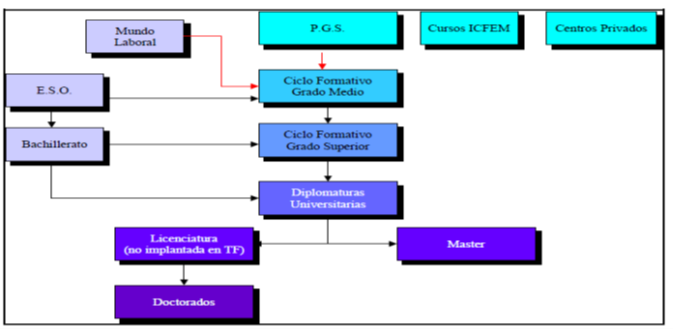 Mundo
Laboral
P.G.S.
Cursos ICFEM
Centros Privados
E.S.O.
Ciclo Formativo
Grado Medio
Bachillerato
Ciclo Formativo
Grado Superior
Diplomaturas
Universitarias
Licenciatura
(no implantada en TF)
Master
Doctorados